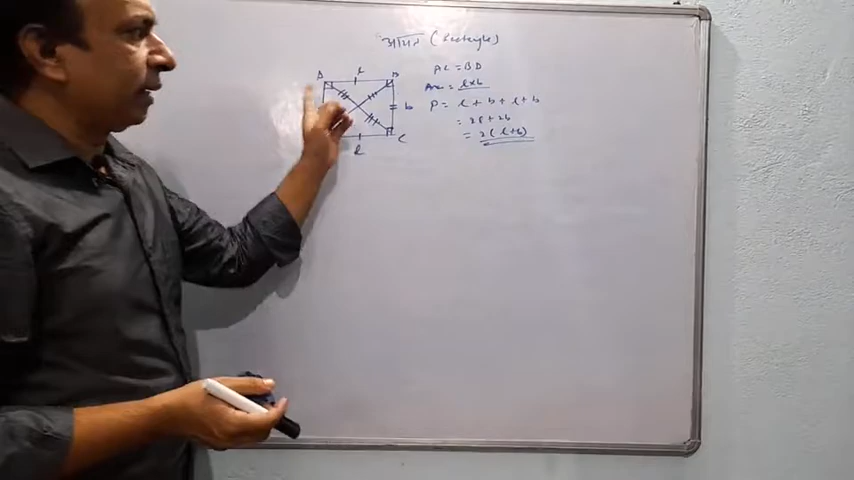 आयत (Rectangle)
AC = BD
Area = l×b
P = l + b + l + b
= 2l + 2b
= 2(l+b)
A
l
B
b
C
l